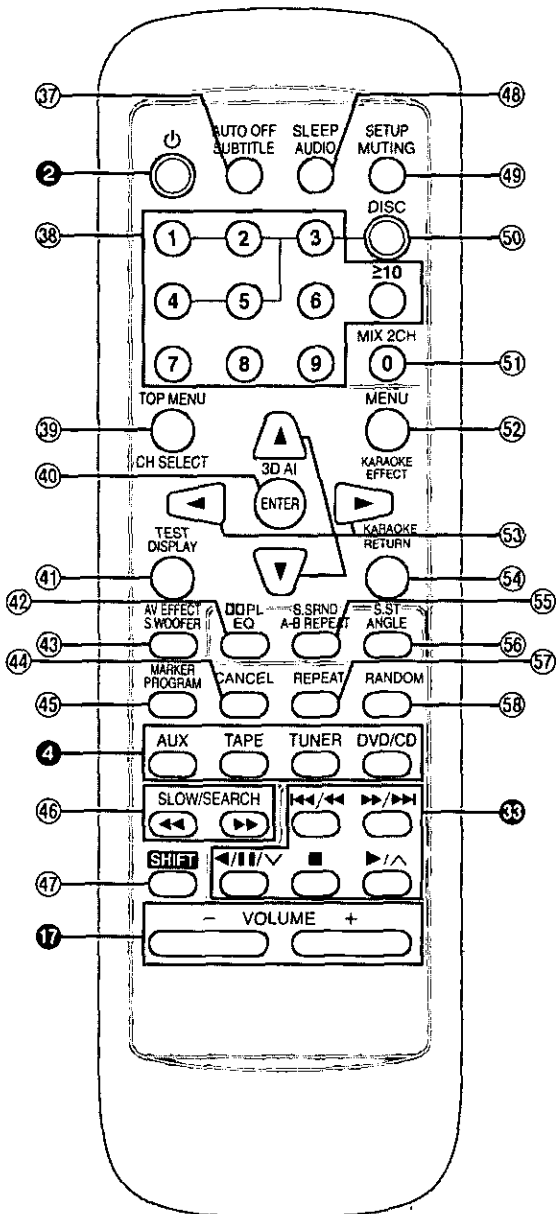 37 48
AUTO OFF SLEEP SETUP
SUBTITLE AUDIO MUTING
2 49
DISC
38 1 2 3 50
≥10
4 5 6
MIX 2CH
7 8 9 0 51
TOP MENU MENU
39 52
CH SELECT 3D AI KARAOKE
EFFECT
40 ENTER
53
TEST KARAOKE
DISPLAY RETURN
41 54
42 55
AV EFFECT DDPL S.SRND S.ST
S.WOOFER EQ A-B REPEAT ANGLE
43 56
44 57
MARKER
PROGRAM CANCEL REPEAT RANDOM
45 58
AUX TAPE TUNER DVD/CD
4
SLOW/SEARCH ⏮◀/◀◀ ▶▶/▶⏭
46 ◀◀ ▶▶ 33
SHIFT ◀/❚❚/∨ ■ ▶/∧
47
− VOLUME +
17